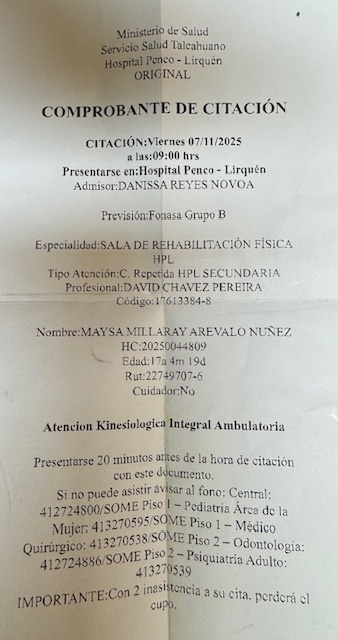 Ministerio de Salud
Servicio Salud Talcahuano
Hospital Penco - Lirquén
ORIGINAL
COMPROBANTE DE CITACIÓN
CITACIÓN:Viernes 07/11/2025
a las:09:00 hrs
Presentarse en:Hospital Penco - Lirquén
Admisor:DANISSA REYES NOVOA
Previsión:Fonasa Grupo B
Especialidad:SALA DE REHABILITACIÓN FÍSICA
HPL
Tipo Atención:C. Repetida HPL SECUNDARIA
Profesional:DAVID CHAVEZ PEREIRA
Código:17613384-8
Nombre:MAYSA MILLARAY AREVALO NUÑEZ
HC:20250044809
Edad:17a 4m 19d
Rut:22749707-6
Cuidador:No
Atencion Kinesiologica Integral Ambulatoria
Presentarse 20 minutos antes de la hora de citación
con este documento.
Si no puede asistir avisar al fono: Central:
412724800/SOME Piso 1 – Pediatría Área de la
Mujer: 413270595/SOME Piso 1 – Médico
Quirúrgico: 413270538/SOME Piso 2 – Odontología:
412724886/SOME Piso 2 – Psiquiatría Adulto:
413270539
IMPORTANTE:Con 2 inasistencia a su cita, perderá el
cupo.